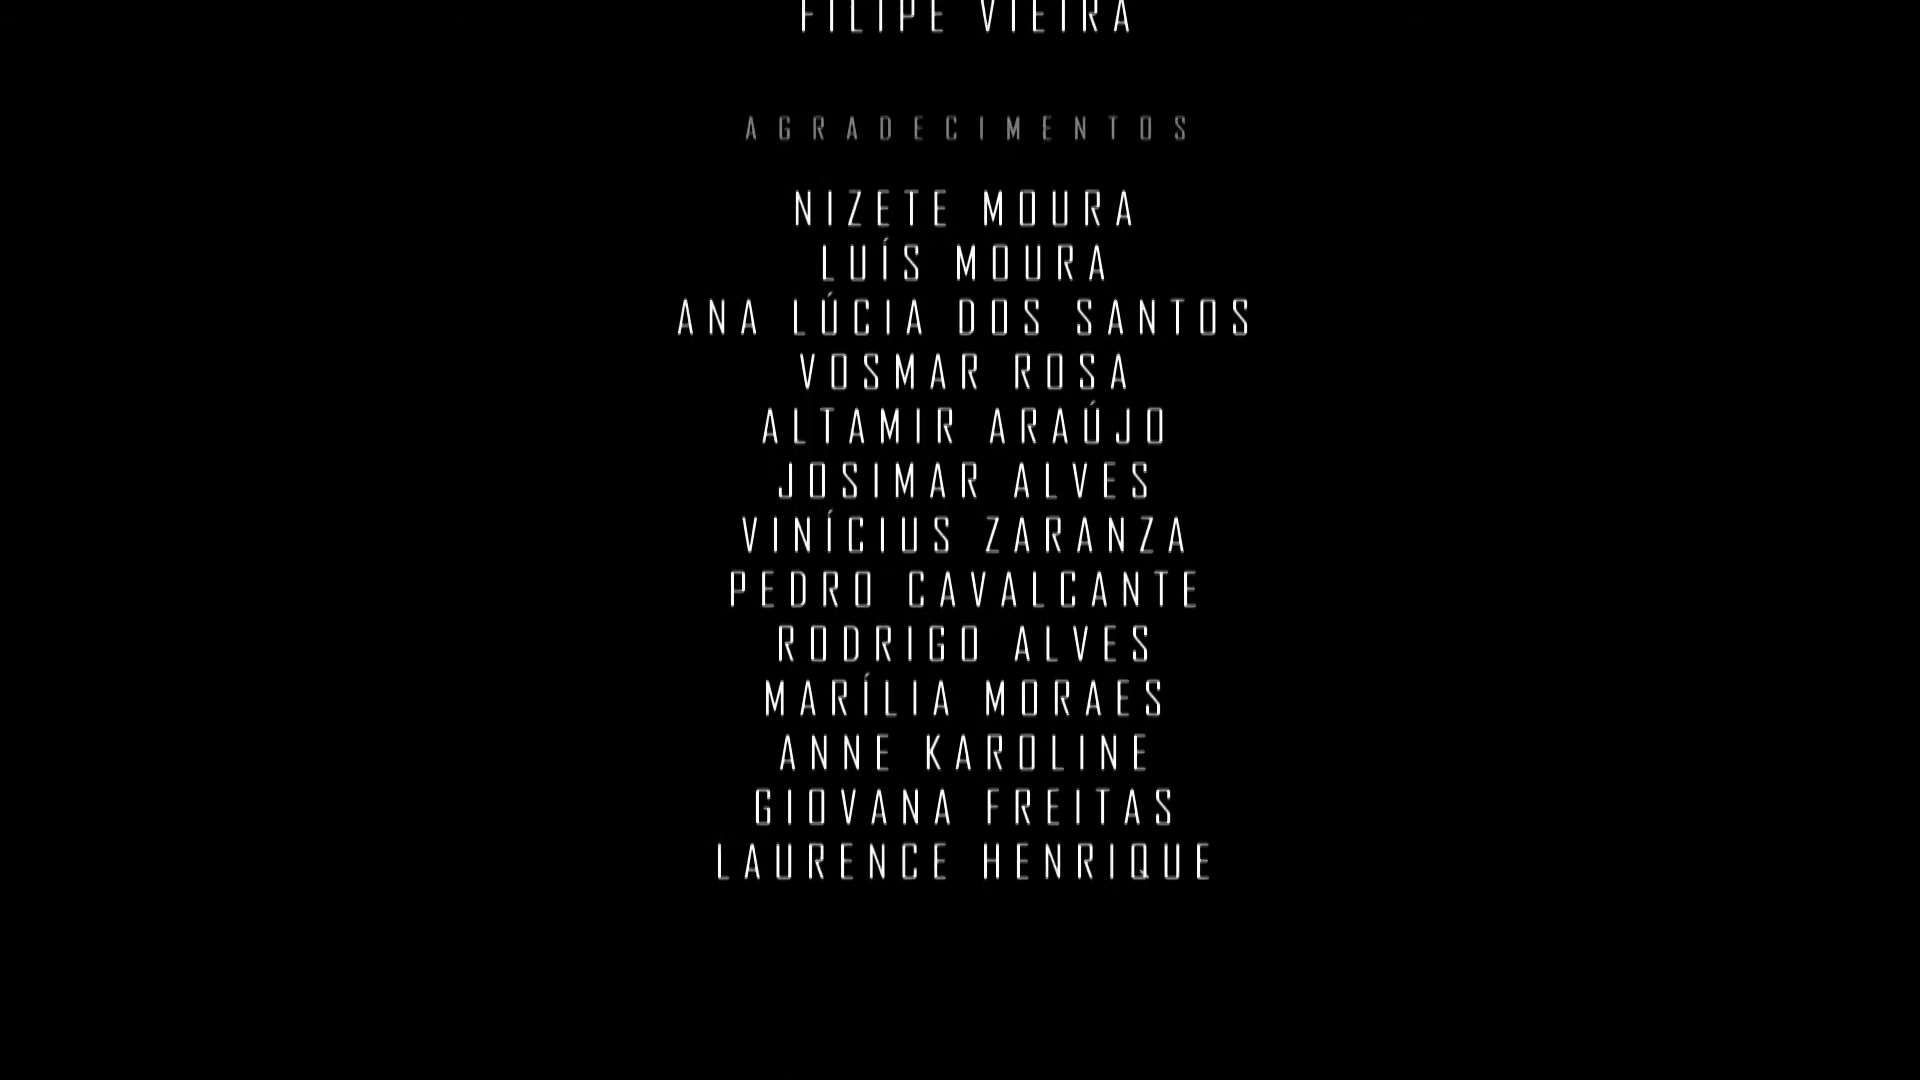 FILIPE VIEIRA
AGRADECIMENTOS
NIZETE MOURA
LUÍS MOURA
ANA LÚCIA DOS SANTOS
VOSMAR ROSA
ALTAMIR ARAÚJO
JOSIMAR ALVES
VINÍCIUS ZARANZA
PEDRO CAVALCANTE
RODRIGO ALVES
MARÍLIA MORAES
ANNE KAROLINE
GIOVANA FREITAS
LAURENCE HENRIQUE